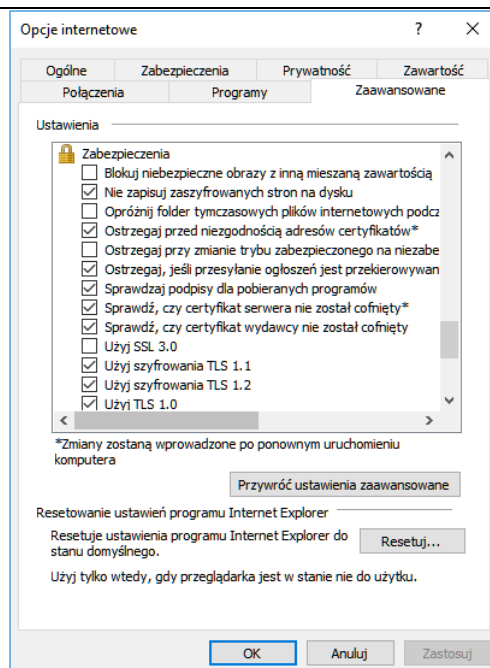 Opcje internetowe
Ogólne Zabezpieczenia Prywatność Zawartość
Połączenia Programy Zaawansowane
Ustawienia
Zabezpieczenia
Blokuj niebezpieczne obrazy z inną mieszaną zawartością
Nie zapisuj zaszyfrowanych stron na dysku
Opróżnij folder tymczasowych plików internetowych podcz
Ostrzegaj przed niezgodnością adresów certyfikatów*
Ostrzegaj przy zmianie trybu zabezpieczonego na niezabe
Ostrzegaj, jeśli przesyłanie ogłoszeń jest przekierowywan
Sprawdzaj podpisy dla pobieranych programów
Sprawdź, czy certyfikat serwera nie został cofnięty*
Sprawdź, czy certyfikat wydawcy nie został cofnięty
Użyj SSL 3.0
Użyj szyfrowania TLS 1.1
Użyj szyfrowania TLS 1.2
Użyj TLS 1.0
*Zmiany zostaną wprowadzone po ponownym uruchomieniu
komputera
Przywróć ustawienia zaawansowane
Resetowanie ustawień programu Internet Explorer
Resetuje ustawienia programu Internet Explorer do
stanu domyślnego.
Resetuj...
Użyj tylko wtedy, gdy przeglądarka jest w stanie nie do użytku.
OK Anuluj Zastosuj